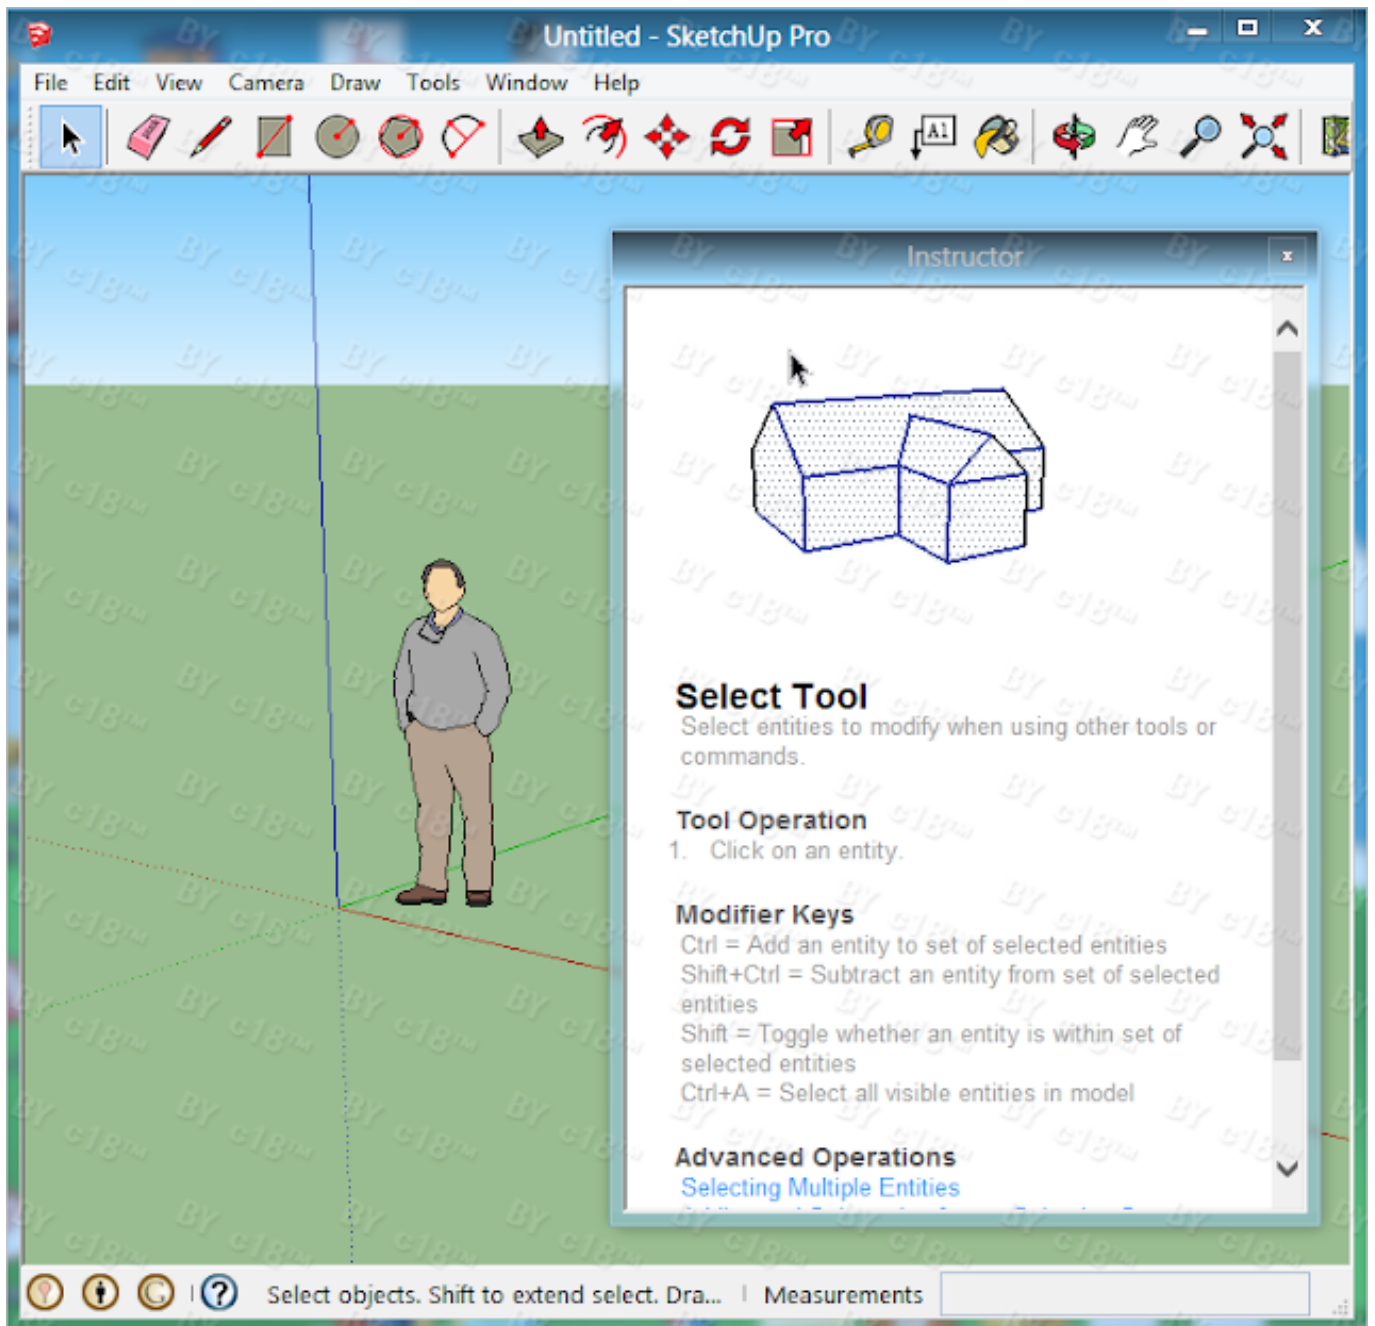 Untitled - SketchUp Pro
File Edit View Camera Draw Tools Window Help
A1
Instructor
Select Tool
Select entities to modify when using other tools or
commands.
Tool Operation
1. Click on an entity.
Modifier Keys
Ctrl = Add an entity to set of selected entities
Shift+Ctrl = Subtract an entity from set of selected
entities
Shift = Toggle whether an entity is within set of
selected entities
Ctrl+A = Select all visible entities in model
Advanced Operations
Selecting Multiple Entities
Select objects. Shift to extend select. Dra... Measurements
BY c18™